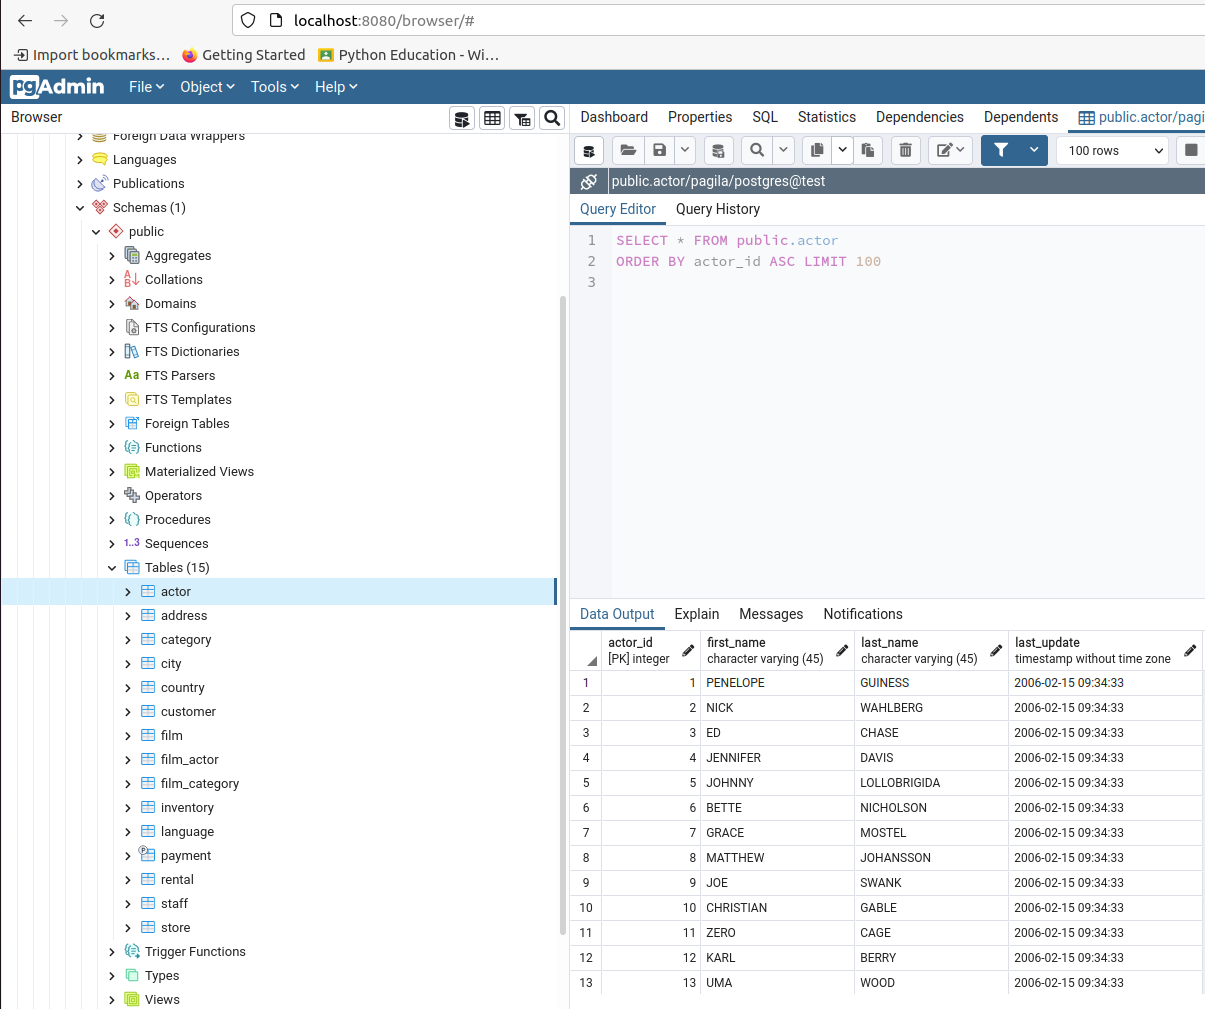 localhost:8080/browser/#
Import bookmarks... Getting Started Python Education - Wi...
pgAdmin File Object Tools Help
Browser
Dashboard Properties SQL Statistics Dependencies Dependents public.actor/pagi
100 rows
public.actor/pagila/postgres@test
Query Editor Query History
1 SELECT * FROM public.actor
2 ORDER BY actor_id ASC LIMIT 100
3
Foreign Data Wrappers
Languages
Publications
Schemas (1)
public
Aggregates
Collations
Domains
FTS Configurations
FTS Dictionaries
Aa FTS Parsers
FTS Templates
Foreign Tables
Functions
Materialized Views
Operators
Procedures
1..3 Sequences
Tables (15)
actor
address
category
city
country
customer
film
film_actor
film_category
inventory
language
payment
rental
staff
store
Trigger Functions
Types
Views
Data Output Explain Messages Notifications
actor_id first_name last_name last_update
[PK] integer character varying (45) character varying (45) timestamp without time zone
1 1 PENELOPE GUINESS 2006-02-15 09:34:33
2 2 NICK WAHLBERG 2006-02-15 09:34:33
3 3 ED CHASE 2006-02-15 09:34:33
4 4 JENNIFER DAVIS 2006-02-15 09:34:33
5 5 JOHNNY LOLLOBRIGIDA 2006-02-15 09:34:33
6 6 BETTE NICHOLSON 2006-02-15 09:34:33
7 7 GRACE MOSTEL 2006-02-15 09:34:33
8 8 MATTHEW JOHANSSON 2006-02-15 09:34:33
9 9 JOE SWANK 2006-02-15 09:34:33
10 10 CHRISTIAN GABLE 2006-02-15 09:34:33
11 11 ZERO CAGE 2006-02-15 09:34:33
12 12 KARL BERRY 2006-02-15 09:34:33
13 13 UMA WOOD 2006-02-15 09:34:33